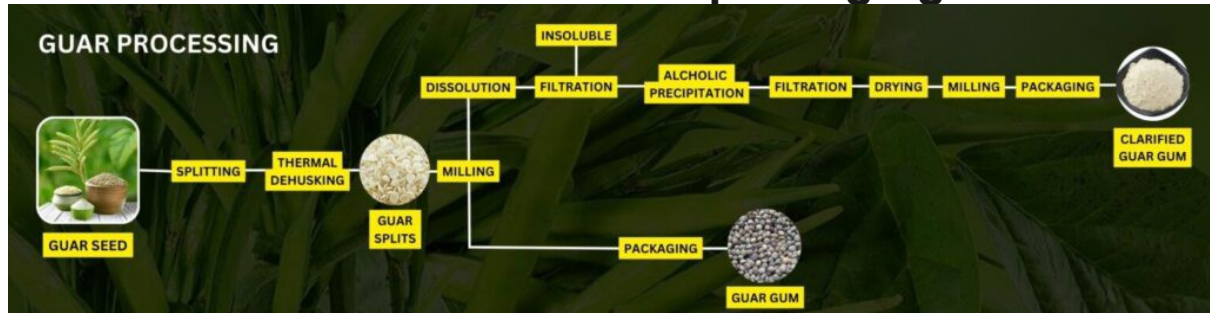 GUAR PROCESSING
GUAR SEED
SPLITTING
THERMAL
DEHUSKING
GUAR
SPLITS
MILLING
DISSOLUTION
INSOLUBLE
FILTRATION
ALCHOLIC
PRECIPITATION
FILTRATION
DRYING
MILLING
PACKAGING
CLARIFIED
GUAR GUM
PACKAGING
GUAR GUM